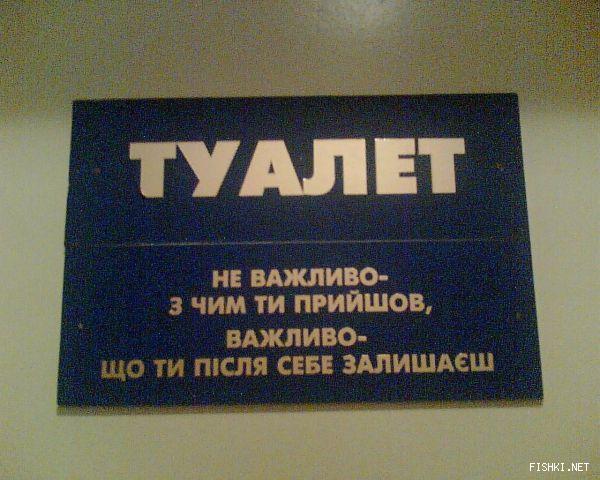 ТУАЛЕТ
НЕ ВАЖЛИВО-
З ЧИМ ТИ ПРИЙШОВ,
ВАЖЛИВО-
ЩО ТИ ПІСЛЯ СЕБЕ ЗАЛИШАЄШ
FISHKI.NET